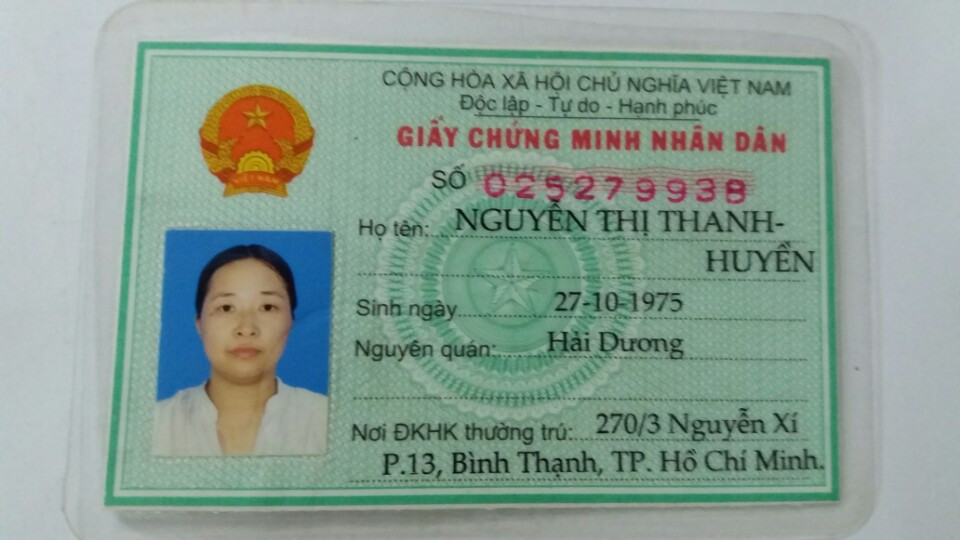 CỘNG HÒA XÃ HỘI CHỦ NGHĨA VIỆT NAM
Độc lập - Tự do - Hạnh phúc
GIẤY CHỨNG MINH NHÂN DÂN
SỐ 025279938
Họ tên: NGUYỄN THỊ THANH-
HUYỀN
Sinh ngày 27-10-1975
Nguyên quán: Hải Dương
Nơi ĐKHK thường trú: 270/3 Nguyễn Xí
P.13, Bình Thạnh, TP. Hồ Chí Minh.
VIỆT NAM